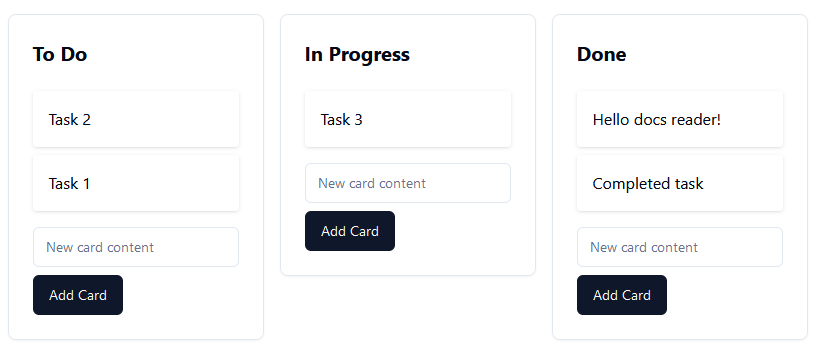 To Do
Task 2
Task 1
New card content
Add Card
In Progress
Task 3
New card content
Add Card
Done
Hello docs reader!
Completed task
New card content
Add Card